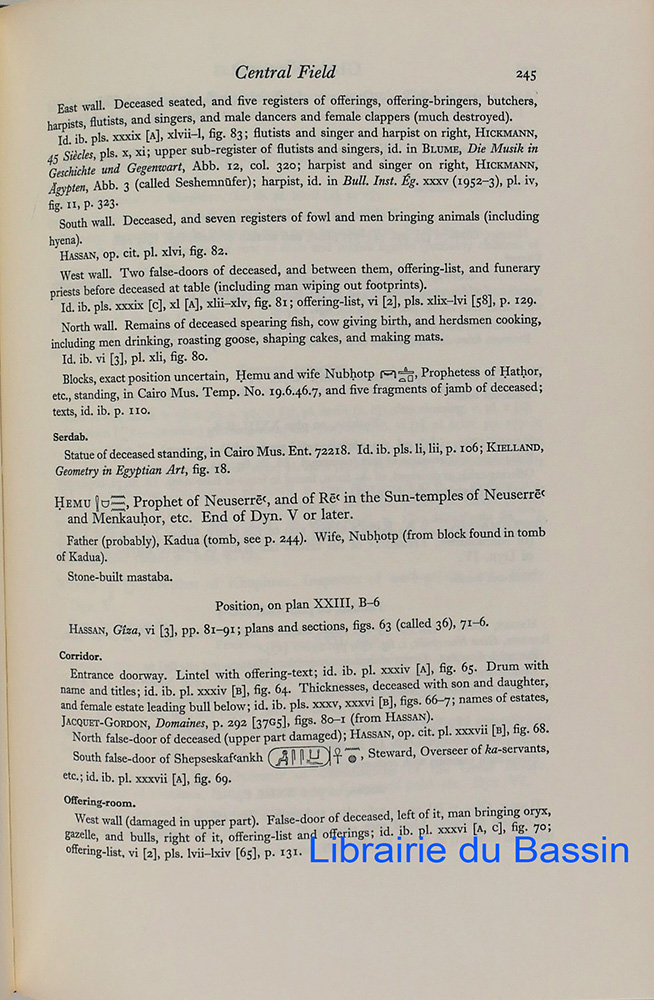 Central Field 245
East wall. Deceased seated, and five registers of offerings, offering-bringers, butchers,
harpists, flutists, and singers, and male dancers and female clappers (much destroyed).
Id. ib. pls. xxxix [A], xlvii–l, fig. 83; flutists and singer and harpist on right, HICKMANN,
45 Siècles, pls. x, xi; upper sub-register of flutists and singers, id. in BLUME, Die Musik in
Geschichte und Gegenwart, Abb. 12, col. 320; harpist and singer on right, HICKMANN,
Ägypten, Abb. 3 (called Seshemnūfer); harpist, id. in Bull. Inst. Ég. xxxv (1952–3), pl. iv,
fig. 11, p. 323.
South wall. Deceased, and seven registers of fowl and men bringing animals (including
hyena).
HASSAN, op. cit. pl. xlvi, fig. 82.
West wall. Two false-doors of deceased, and between them, offering-list, and funerary
priests before deceased at table (including man wiping out footprints).
Id. ib. pls. xxxix [C], xl [A], xlii–xlv, fig. 81; offering-list, vi [2], pls. xlix–lvi [58], p. 129.
North wall. Remains of deceased spearing fish, cow giving birth, and herdsmen cooking,
including men drinking, roasting goose, shaping cakes, and making mats.
Id. ib. vi [3], pl. xli, fig. 80.
Blocks, exact position uncertain, Ḥemu and wife Nubḥotp, Prophetess of Ḥatḥor,
etc., standing, in Cairo Mus. Temp. No. 19.6.46.7, and five fragments of jamb of deceased;
texts, id. ib. p. 110.
Serdab.
Statue of deceased standing, in Cairo Mus. Ent. 72218. Id. ib. pls. li, lii, p. 106; KIELLAND,
Geometry in Egyptian Art, fig. 18.
ḤEMU, Prophet of Neuserrēʿ, and of Rēʿ in the Sun-temples of Neuserrēʿ
and Menkauḥor, etc. End of Dyn. V or later.
Father (probably), Kadua (tomb, see p. 244). Wife, Nubḥotp (from block found in tomb
of Kadua).
Stone-built mastaba.
Position, on plan XXIII, B–6
HASSAN, Gîza, vi [3], pp. 81–91; plans and sections, figs. 63 (called 36), 71–6.
Corridor.
Entrance doorway. Lintel with offering-text; id. ib. pl. xxxiv [A], fig. 65. Drum with
name and titles; id. ib. pl. xxxiv [B], fig. 64. Thicknesses, deceased with son and daughter,
and female estate leading bull below; id. ib. pls. xxxv, xxxvi [B], figs. 66–7; names of estates,
JACQUET-GORDON, Domaines, p. 292 [37G5], figs. 80–1 (from HASSAN).
North false-door of deceased (upper part damaged); HASSAN, op. cit. pl. xxxvii [B], fig. 68.
South false-door of Shepseskafʿankh, Steward, Overseer of ka-servants,
etc.; id. ib. pl. xxxvii [A], fig. 69.
Offering-room.
West wall (damaged in upper part). False-door of deceased, left of it, man bringing oryx,
gazelle, and bulls, right of it, offering-list and offerings; id. ib. pl. xxxvi [A, C], fig. 70;
offering-list, vi [2], pls. lvii–lxiv [65], p. 131.
Librairie du Bassin